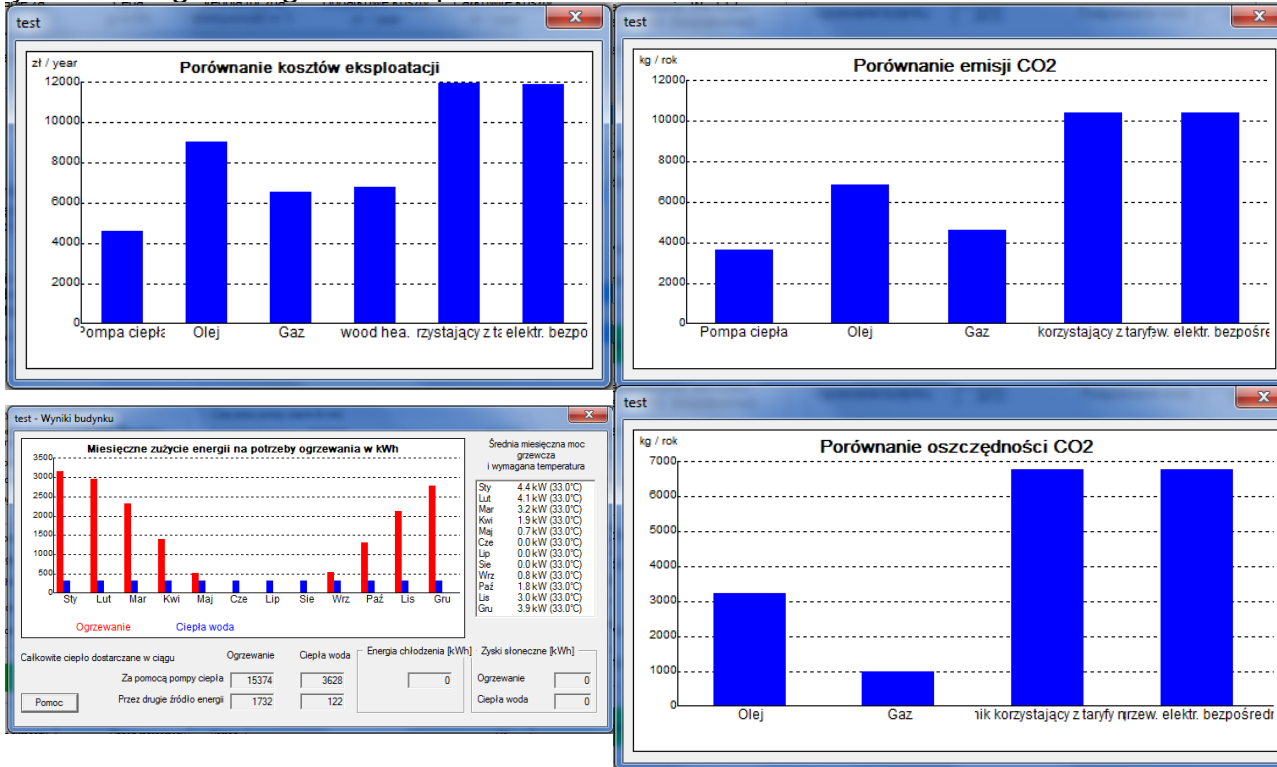 test
zł / year
Porównanie kosztów eksploatacji
12000
10000
8000
6000
4000
2000
0
Pompa ciepła Olej Gaz wood hea. rzystający z ta elektr. bezpo
test
kg / rok
Porównanie emisji CO2
12000
10000
8000
6000
4000
2000
0
Pompa ciepła Olej Gaz korzystający z taryf w. elektr. bezpośre
test - Wyniki budynku
Miesięczne zużycie energii na potrzeby ogrzewania w kWh
3500
3000
2500
2000
1500
1000
500
0
Sty Lut Mar Kwi Maj Cze Lip Sie Wrz Paź Lis Gru
Ogrzewanie Ciepła woda
Średnia miesięczna moc
grzewcza
i wymagana temperatura
Sty 4.4 kW (33.0°C)
Lut 4.1 kW (33.0°C)
Mar 3.2 kW (33.0°C)
Kwi 1.9 kW (33.0°C)
Maj 0.7 kW (33.0°C)
Cze 0.0 kW (33.0°C)
Lip 0.0 kW (33.0°C)
Sie 0.0 kW (33.0°C)
Wrz 0.8 kW (33.0°C)
Paź 1.8 kW (33.0°C)
Lis 3.0 kW (33.0°C)
Gru 3.9 kW (33.0°C)
Całkowite ciepło dostarczane w ciągu Ogrzewanie Ciepła woda Energia chłodzenia [kWh] Zyski słoneczne [kWh]
Za pomocą pompy ciepła 15374 3628 0 Ogrzewanie 0
Pomoc Przez drugie źródło energii 1732 122 Ciepła woda 0
test
kg / rok
Porównanie oszczędności CO2
7000
6000
5000
4000
3000
2000
1000
0
Olej Gaz nik korzystający z taryfy n rzew. elektr. bezpośredr